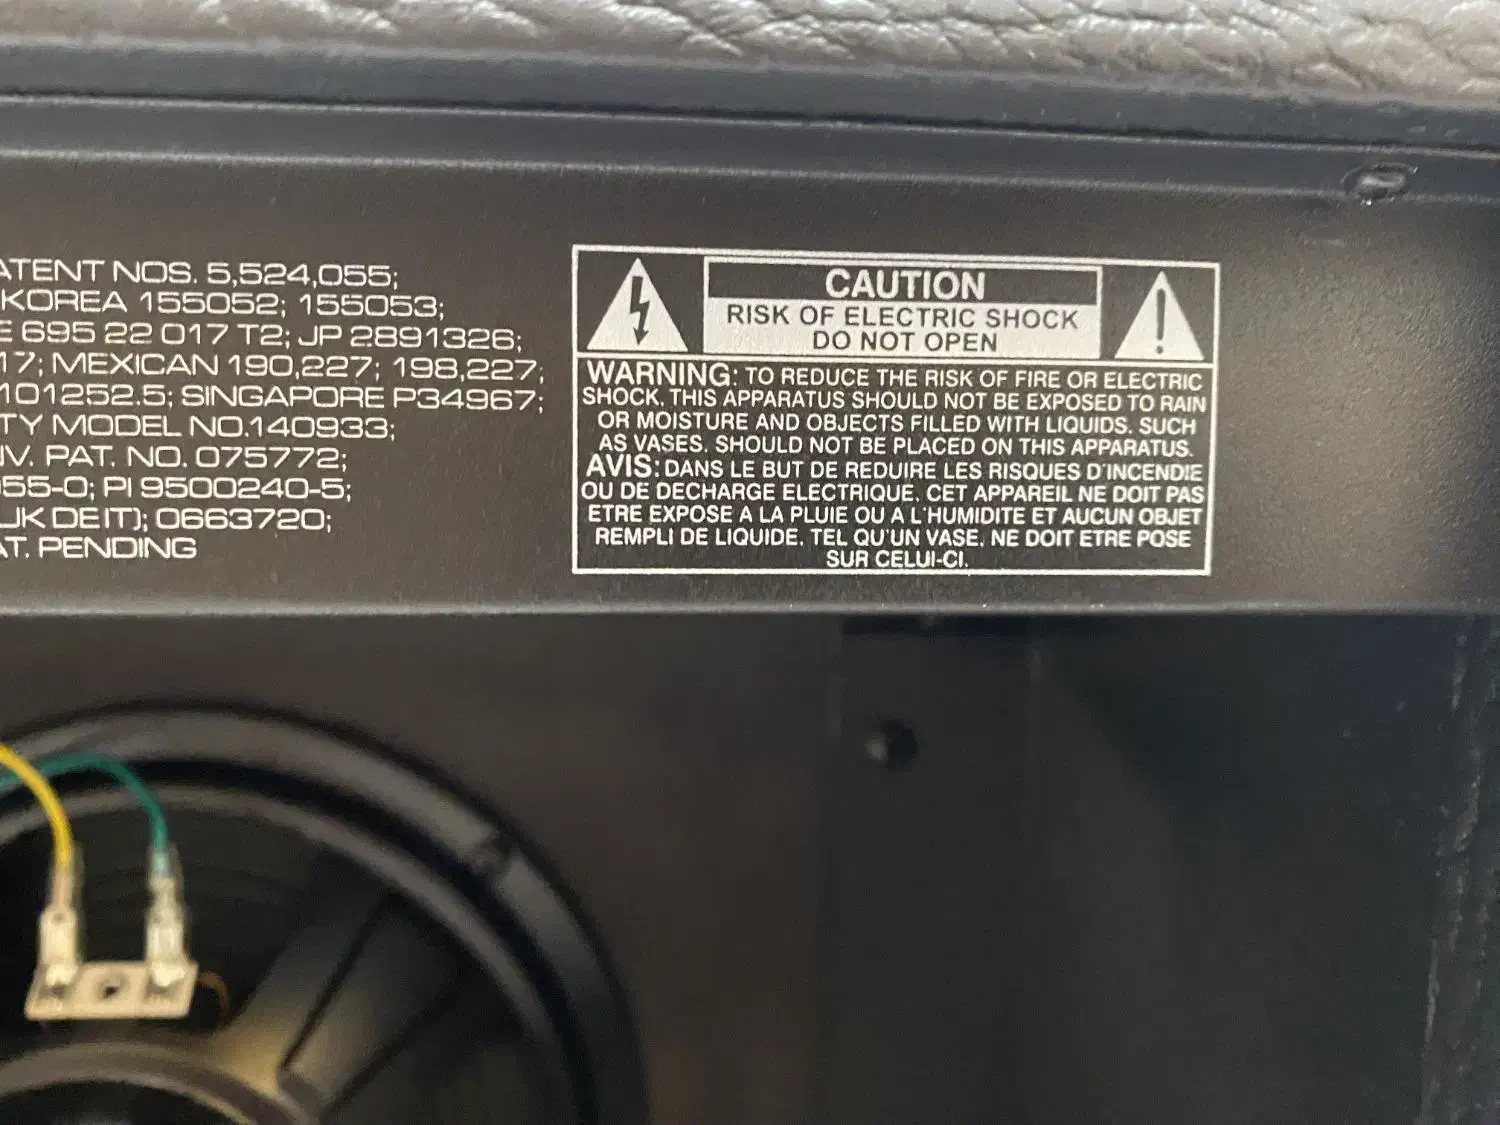 ATENT NOS. 5,524,055;
KOREA 155052; 155053;
E 695 22 017 T2; JP 2891326;
17; MEXICAN 190,227; 198,227;
101252.5; SINGAPORE P34967;
TY MODEL NO.140933;
NV. PAT. NO. 075772;
055-0; PI 9500240-5;
UK DE IT); 0663720;
AT. PENDING
CAUTION
RISK OF ELECTRIC SHOCK
DO NOT OPEN
WARNING: TO REDUCE THE RISK OF FIRE OR ELECTRIC
SHOCK, THIS APPARATUS SHOULD NOT BE EXPOSED TO RAIN
OR MOISTURE AND OBJECTS FILLED WITH LIQUIDS, SUCH
AS VASES, SHOULD NOT BE PLACED ON THIS APPARATUS.
AVIS: DANS LE BUT DE REDUIRE LES RISQUES D'INCENDIE
OU DE DECHARGE ELECTRIQUE, CET APPAREIL NE DOIT PAS
ETRE EXPOSE A LA PLUIE OU A L'HUMIDITE ET AUCUN OBJET
REMPLI DE LIQUIDE, TEL QU'UN VASE, NE DOIT ETRE POSE
SUR CELUI-CI.